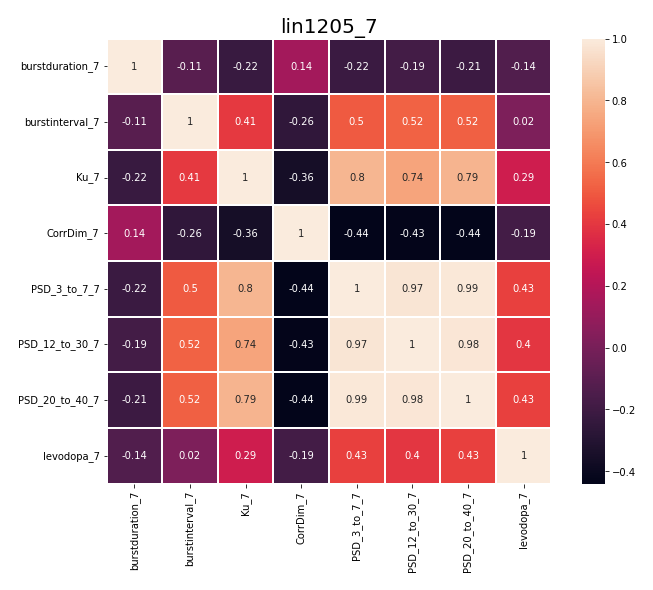 lin1205_7
burstduration_7 1 -0.11 -0.22 0.14 -0.22 -0.19 -0.21 -0.14
burstinterval_7 -0.11 1 0.41 -0.26 0.5 0.52 0.52 0.02
Ku_7 -0.22 0.41 1 -0.36 0.8 0.74 0.79 0.29
CorrDim_7 0.14 -0.26 -0.36 1 -0.44 -0.43 -0.44 -0.19
PSD_3_to_7_7 -0.22 0.5 0.8 -0.44 1 0.97 0.99 0.43
PSD_12_to_30_7 -0.19 0.52 0.74 -0.43 0.97 1 0.98 0.4
PSD_20_to_40_7 -0.21 0.52 0.79 -0.44 0.99 0.98 1 0.43
levodopa_7 -0.14 0.02 0.29 -0.19 0.43 0.4 0.43 1
burstduration_7
burstinterval_7
Ku_7
CorrDim_7
PSD_3_to_7_7
PSD_12_to_30_7
PSD_20_to_40_7
levodopa_7
1.0
0.8
0.6
0.4
0.2
0.0
−0.2
−0.4